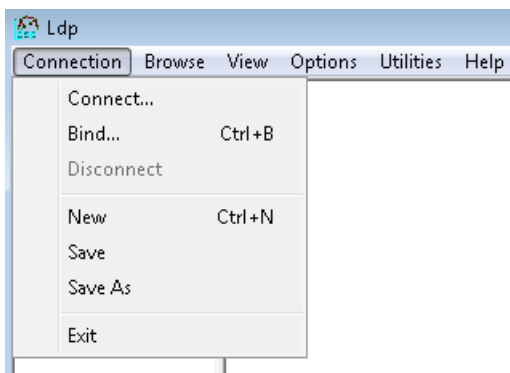 Ldp
Connection Browse View Options Utilities Help
Connect...
Bind... Ctrl+B
Disconnect
New Ctrl+N
Save
Save As
Exit